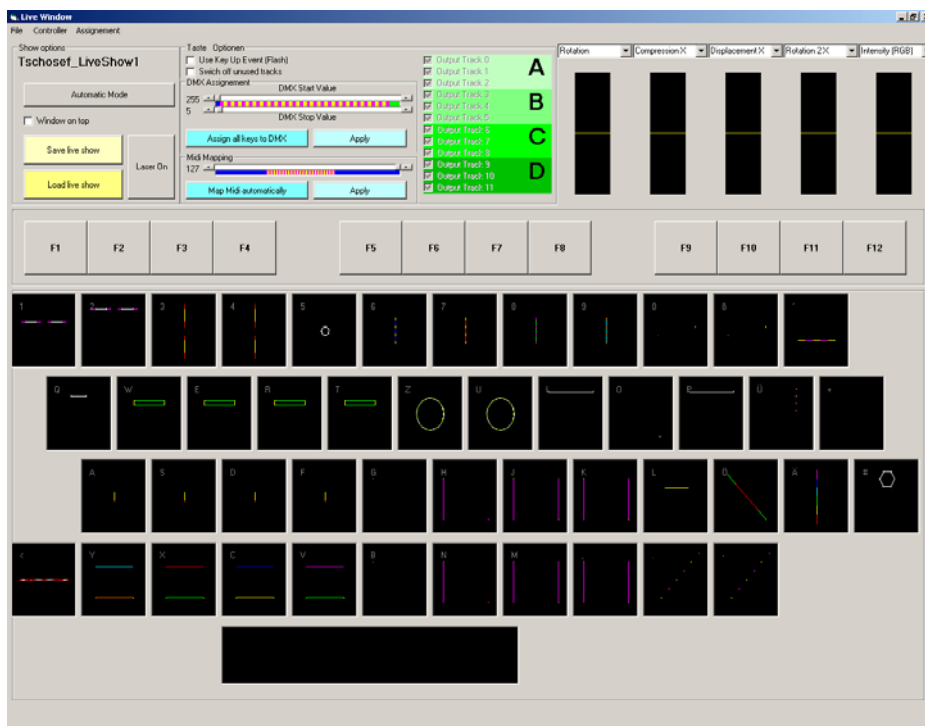 Live Window
File Controller Assignement
Show options
Tschosef_LiveShow1
Automatic Mode
Window on top
Save live show
Load live show
Laser On
Taste Optionen
Use Key Up Event (Flash)
Swich off unused tracks
DMX Assignement
DMX Start Value
255
5
DMX Stop Value
Assign all keys to DMX Apply
Midi Mapping
127
Map Midi automatically Apply
Output Track 0
Output Track 1
Output Track 2
A
Output Track 3
Output Track 4
Output Track 5
B
Output Track 6
Output Track 7
Output Track 8
C
Output Track 9
Output Track 10
Output Track 11
D
Rotation Compression X Displacement X Rotation 2X Intensity (RGB)
F1 F2 F3 F4 F5 F6 F7 F8 F9 F10 F11 F12
1 2 3 4 5 6 7 8 9 0 ß ´
Q W E R T Z U I O P Ü +
A S D F G H J K L Ö Ä #
< Y X C V B N M , . -